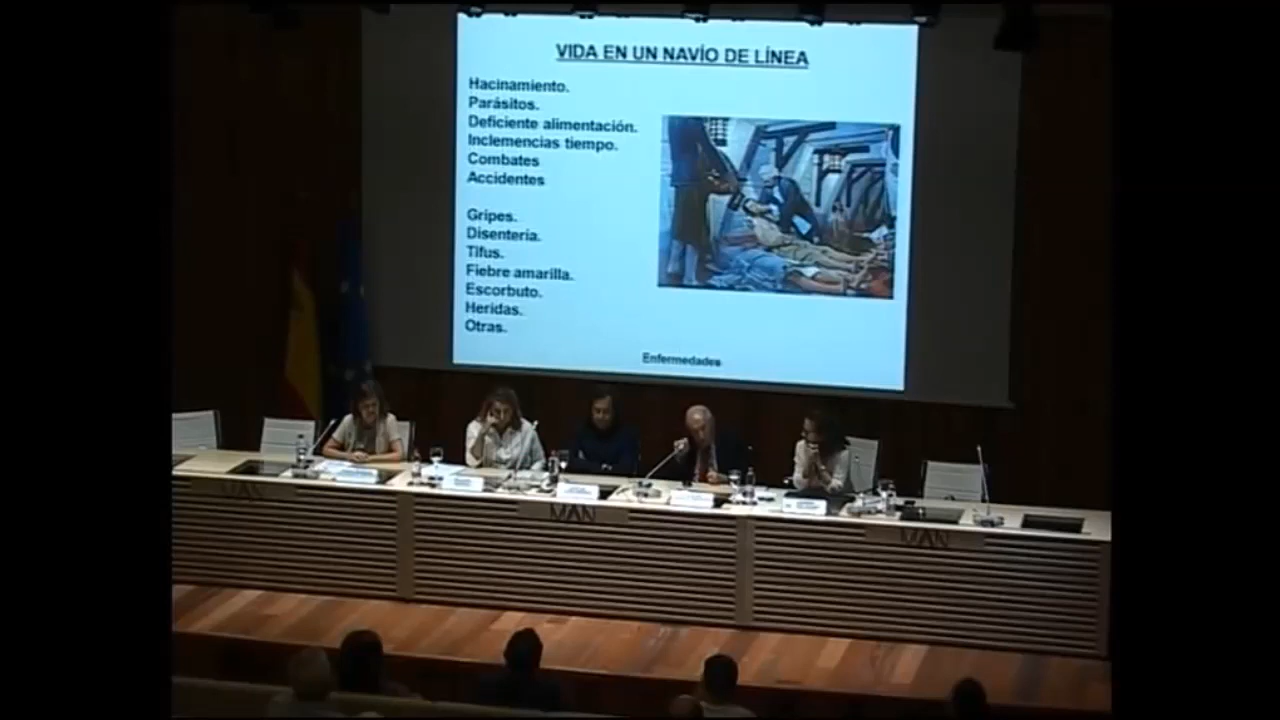 VIDA EN UN NAVÍO DE LÍNEA
Hacinamiento.
Parásitos.
Deficiente alimentación.
Inclemencias tiempo.
Combates
Accidentes
Gripes.
Disentería.
Tifus.
Fiebre amarilla.
Escorbuto.
Heridas.
Otras.
Enfermedades
MAN
MAN
MAN